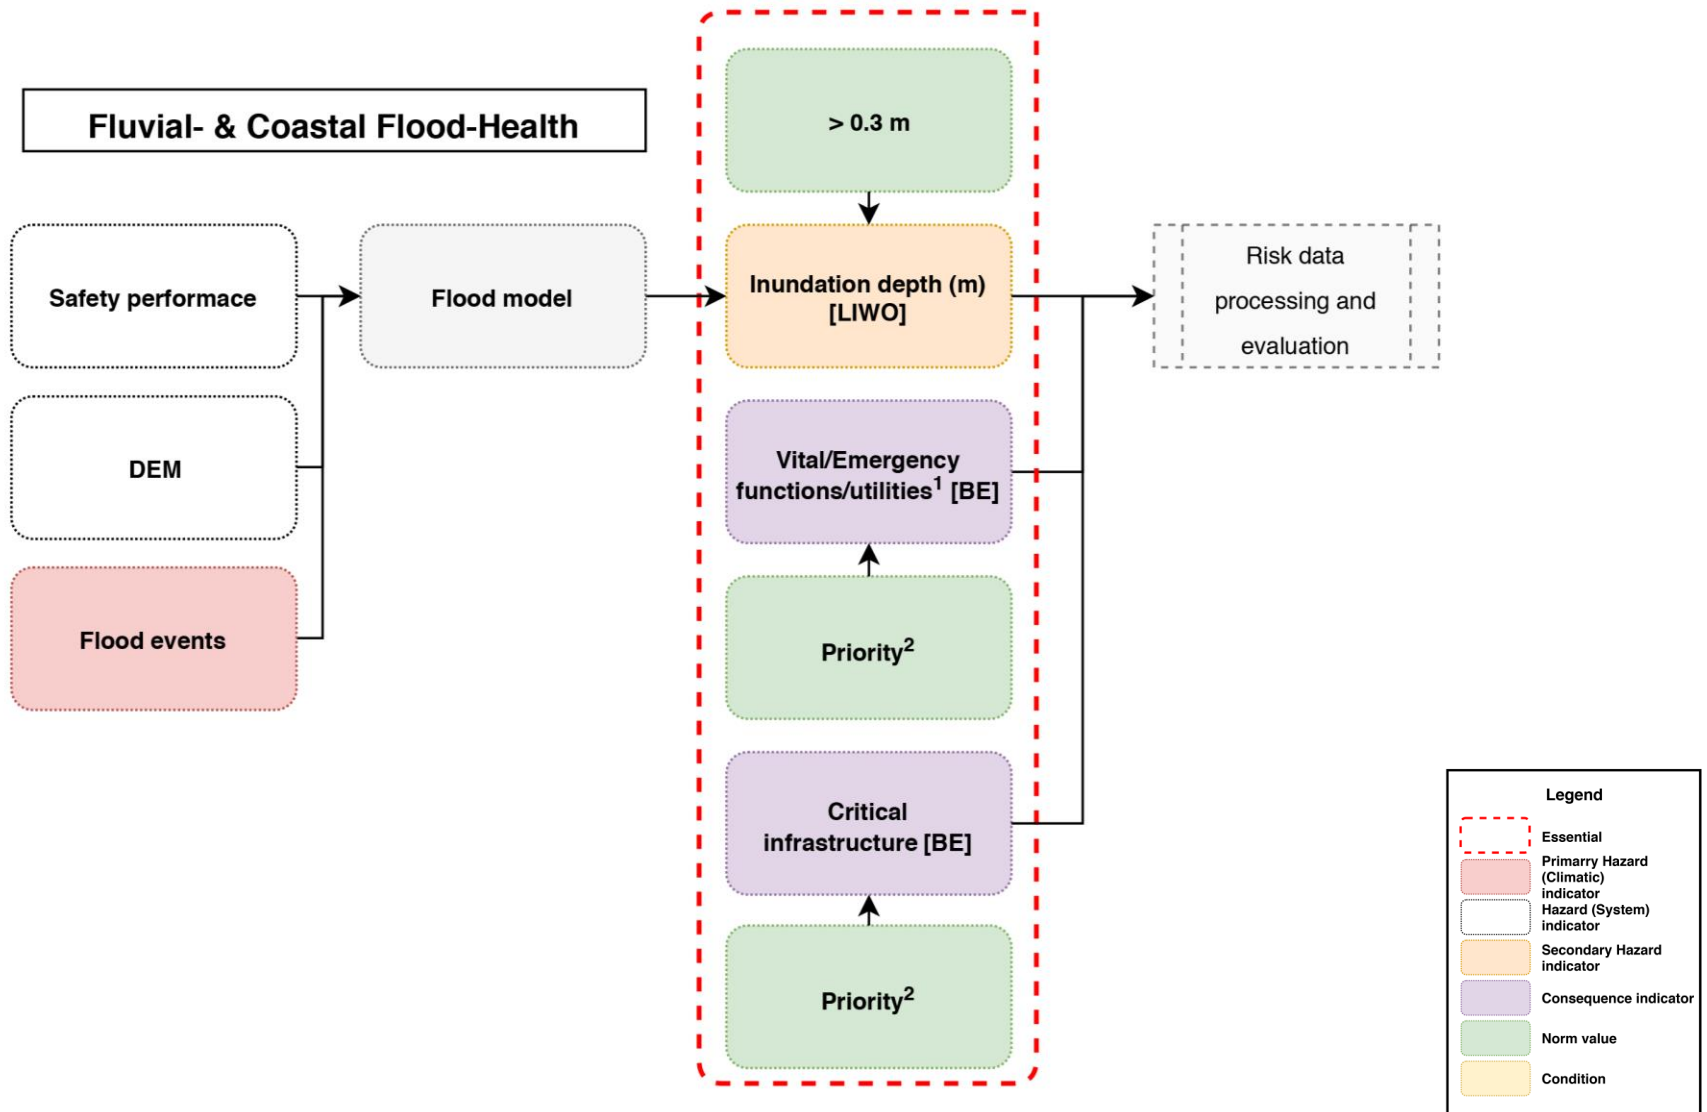 Fluvial- & Coastal Flood-Health
> 0.3 m
Safety performace
Flood model
Inundation depth (m)
[LIWO]
Risk data
processing and
evaluation
DEM
Vital/Emergency
functions/utilities¹ [BE]
Flood events
Priority²
Critical
infrastructure [BE]
Priority²
Legend
Essential
Primarry Hazard
(Climatic)
indicator
Hazard (System)
indicator
Secondary Hazard
indicator
Consequence indicator
Norm value
Condition